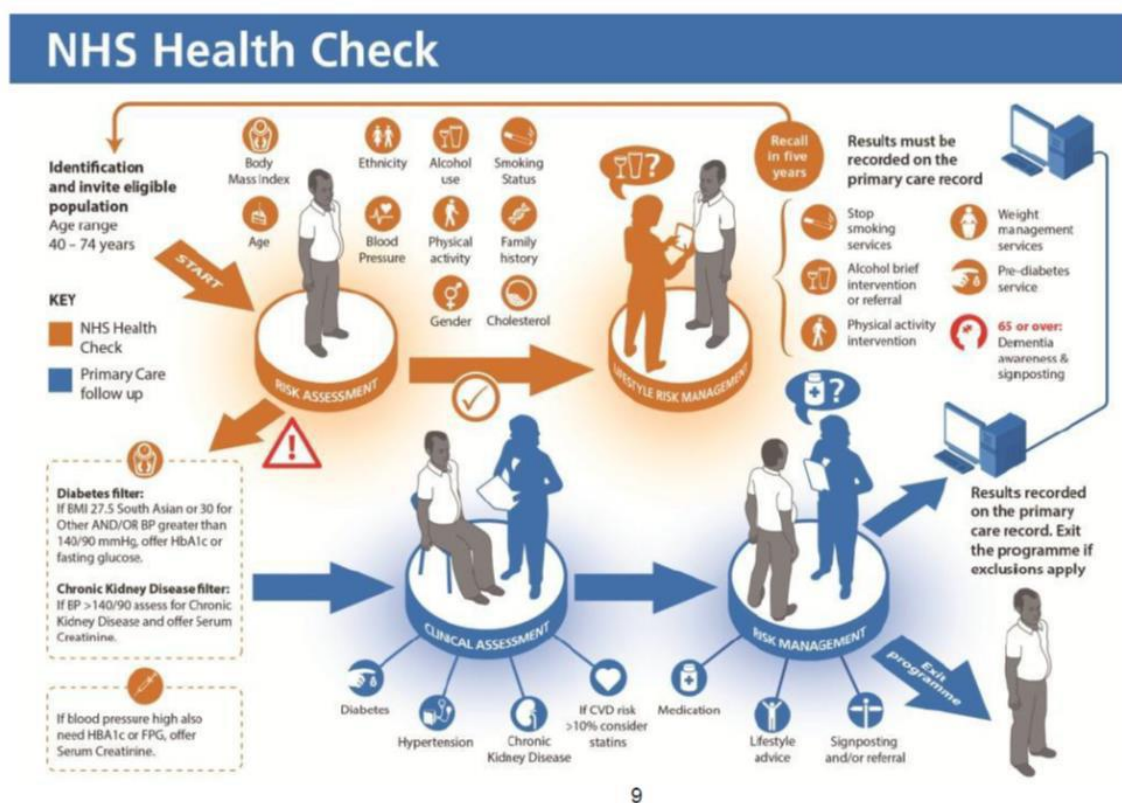 NHS Health Check
Identification
and invite eligible
population
Age range
40 – 74 years
START
KEY
NHS Health
Check
Primary Care
follow up
Body
Mass Index
Ethnicity
Alcohol
use
Smoking
Status
Age
Blood
Pressure
Physical
activity
Family
history
Gender
Cholesterol
RISK ASSESSMENT
?
LIFESTYLE RISK MANAGEMENT
Recall
in five
years
Results must be
recorded on the
primary care record
Stop
smoking
services
Alcohol brief
intervention
or referral
Physical activity
intervention
Weight
management
services
Pre-diabetes
service
65 or over:
Dementia
awareness &
signposting
!
Diabetes filter:
If BMI 27.5 South Asian or 30 for
Other AND/OR BP greater than
140/90 mmHg, offer HbA1c or
fasting glucose.
Chronic Kidney Disease filter:
If BP >140/90 assess for Chronic
Kidney Disease and offer Serum
Creatinine.
If blood pressure high also
need HBA1c or FPG, offer
Serum Creatinine.
CLINICAL ASSESSMENT
Diabetes
Hypertension
Chronic
Kidney Disease
If CVD risk
>10% consider
statins
?
RISK MANAGEMENT
Medication
Lifestyle
advice
Signposting
and/or referral
Results recorded
on the primary
care record. Exit
the programme if
exclusions apply
Exit
programme
9